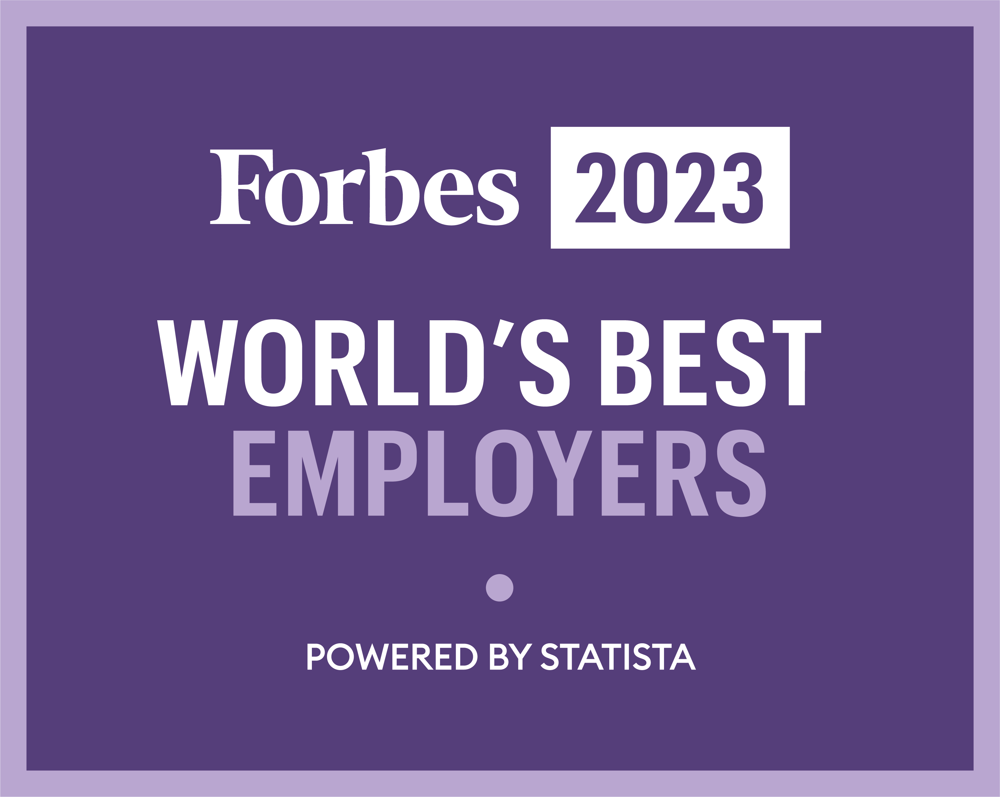 Forbes 2023
WORLD'S BEST
EMPLOYERS
POWERED BY STATISTA